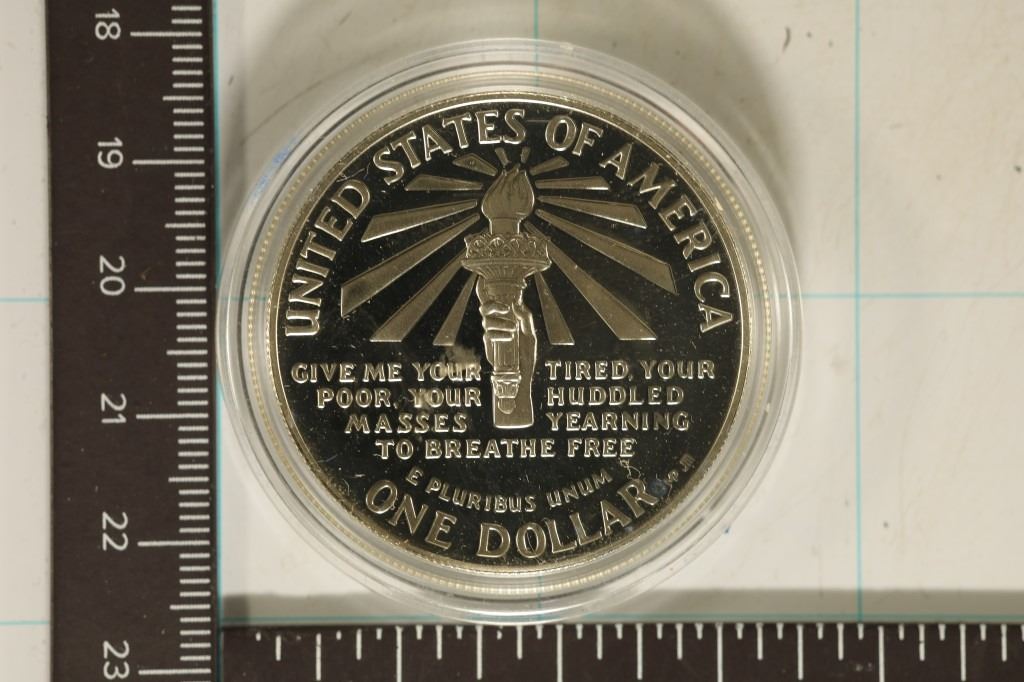 UNITED STATES OF AMERICA
GIVE ME YOUR TIRED, YOUR
POOR, YOUR HUDDLED
MASSES YEARNING
TO BREATHE FREE
E PLURIBUS UNUM
ONE DOLLAR
18
19
20
21
22
23